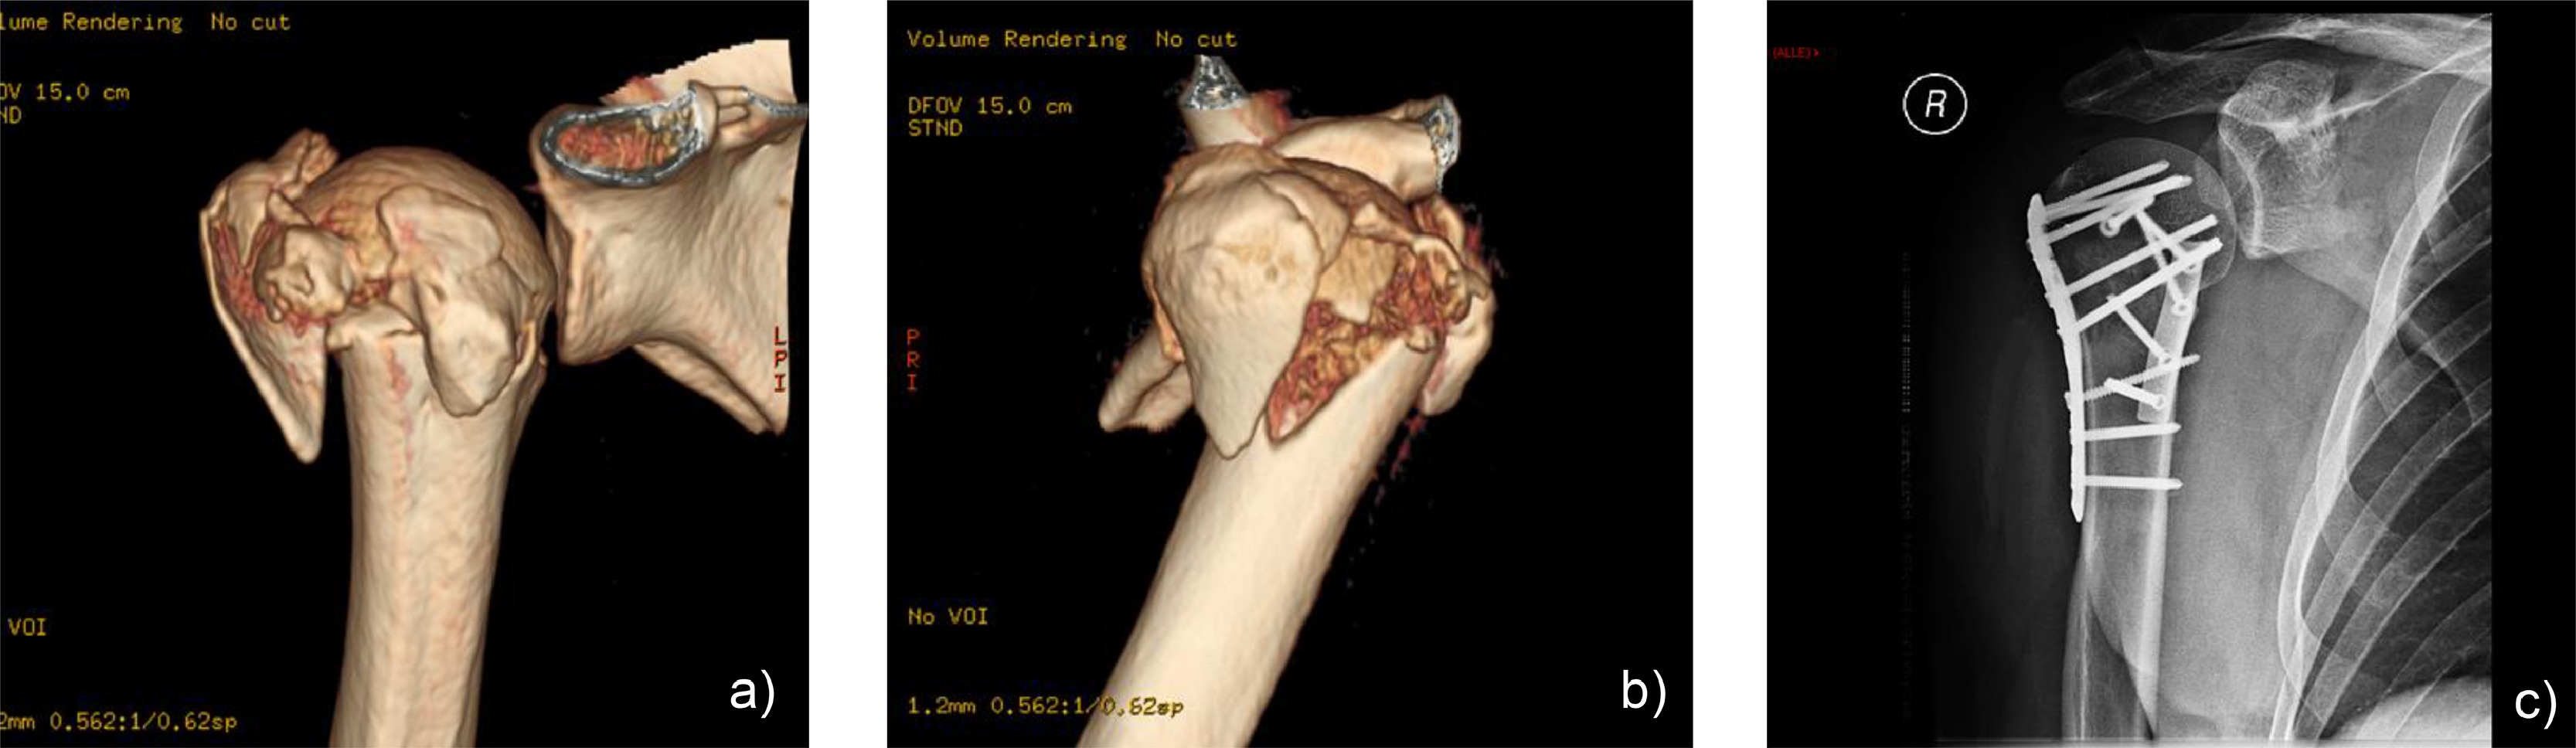 lume Rendering No cut
OV 15.0 cm
ND
L
P
I
VOI
2mm 0.562:1/0.62sp
a)
Volume Rendering No cut
DFOV 15.0 cm
STND
P
R
I
No VOI
1.2mm 0.562:1/0.62sp
b)
(ALLE)
R
c)